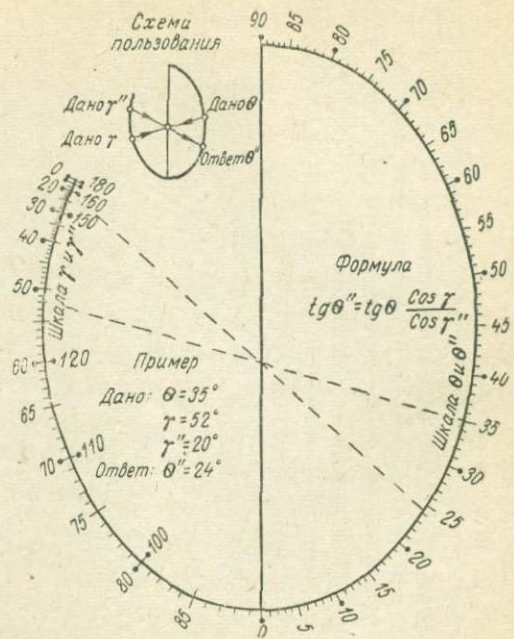 Схема
пользования
Дано γ"
Дано θ
Дано γ
Ответ θ"
90
85
80
75
70
65
60
55
50
45
40
35
30
25
20
15
10
5
0
Шкала θ и θ"
0
20
30
40
50
60
65
70
75
80
85
180
160
150
120
110
100
Шкала γ и γ"
Формула
tgθ"=tgθ Cos γ / Cos γ"
Пример
Дано: θ=35°
γ=52°
γ"=20°
Ответ: θ"=24°